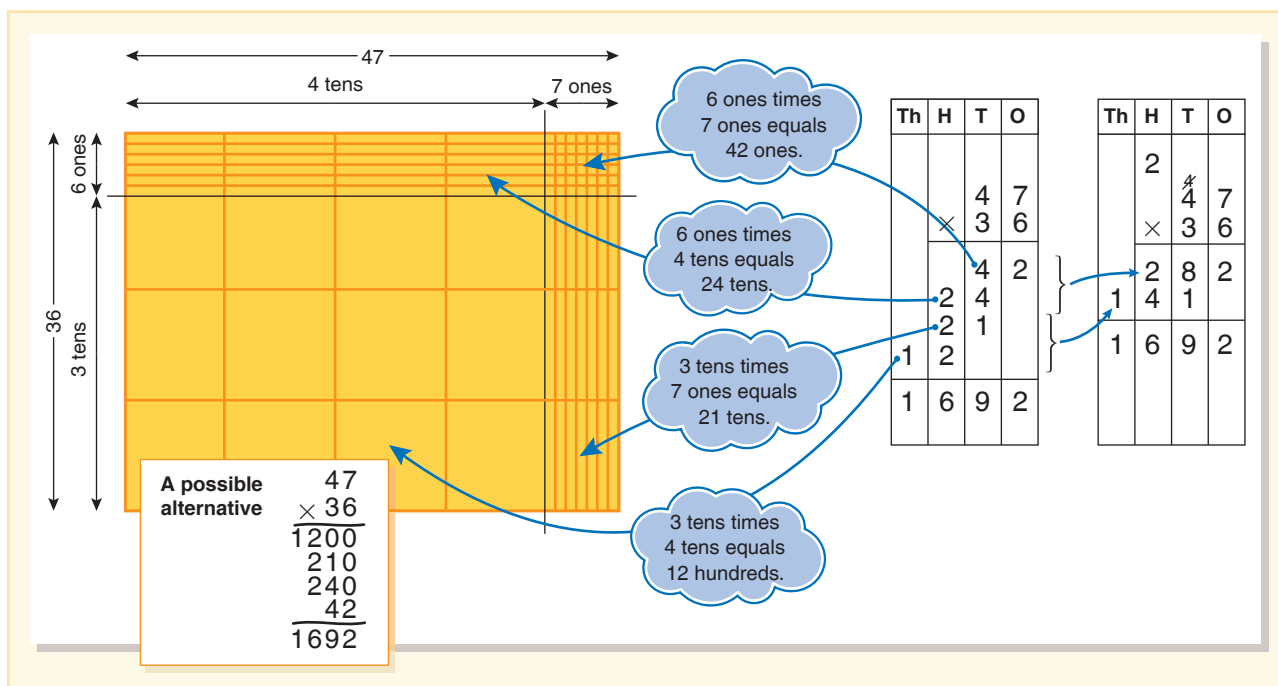 47
4 tens
7 ones
6 ones
36
3 tens
6 ones times
7 ones equals
42 ones.
6 ones times
4 tens equals
24 tens.
3 tens times
7 ones equals
21 tens.
3 tens times
4 tens equals
12 hundreds.
A possible
alternative
47
× 36
1200
210
240
42
1692
Th H T O
4 7
× 3 6
4 2
2 4
2 1
1 2
1 6 9 2
Th H T O
2
4
4 7
× 3 6
2 8 2
1 4 1
1 6 9 2